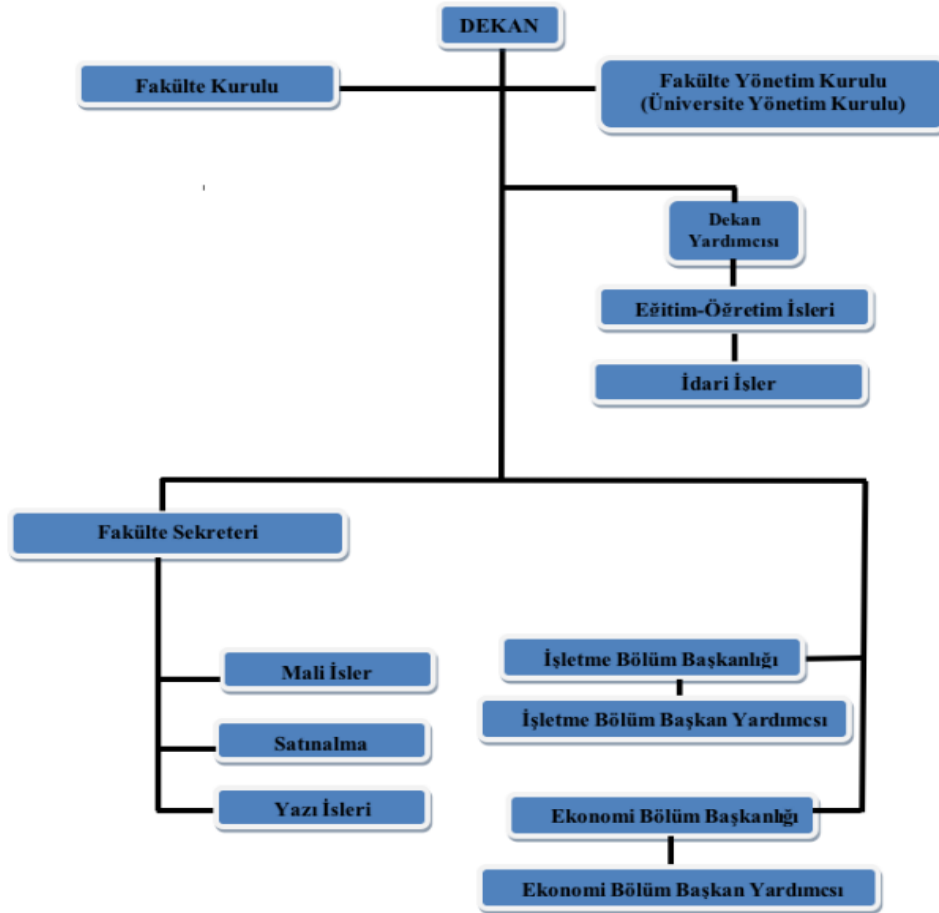 DEKAN
Fakülte Kurulu
Fakülte Yönetim Kurulu
(Üniversite Yönetim Kurulu)
Dekan
Yardımcısı
Eğitim-Öğretim İsleri
İdari İsler
Fakülte Sekreteri
Mali İsler
Satınalma
Yazı İsleri
İşletme Bölüm Başkanlığı
İşletme Bölüm Başkan Yardımcsı
Ekonomi Bölüm Başkanlığı
Ekonomi Bölüm Başkan Yardımcsı